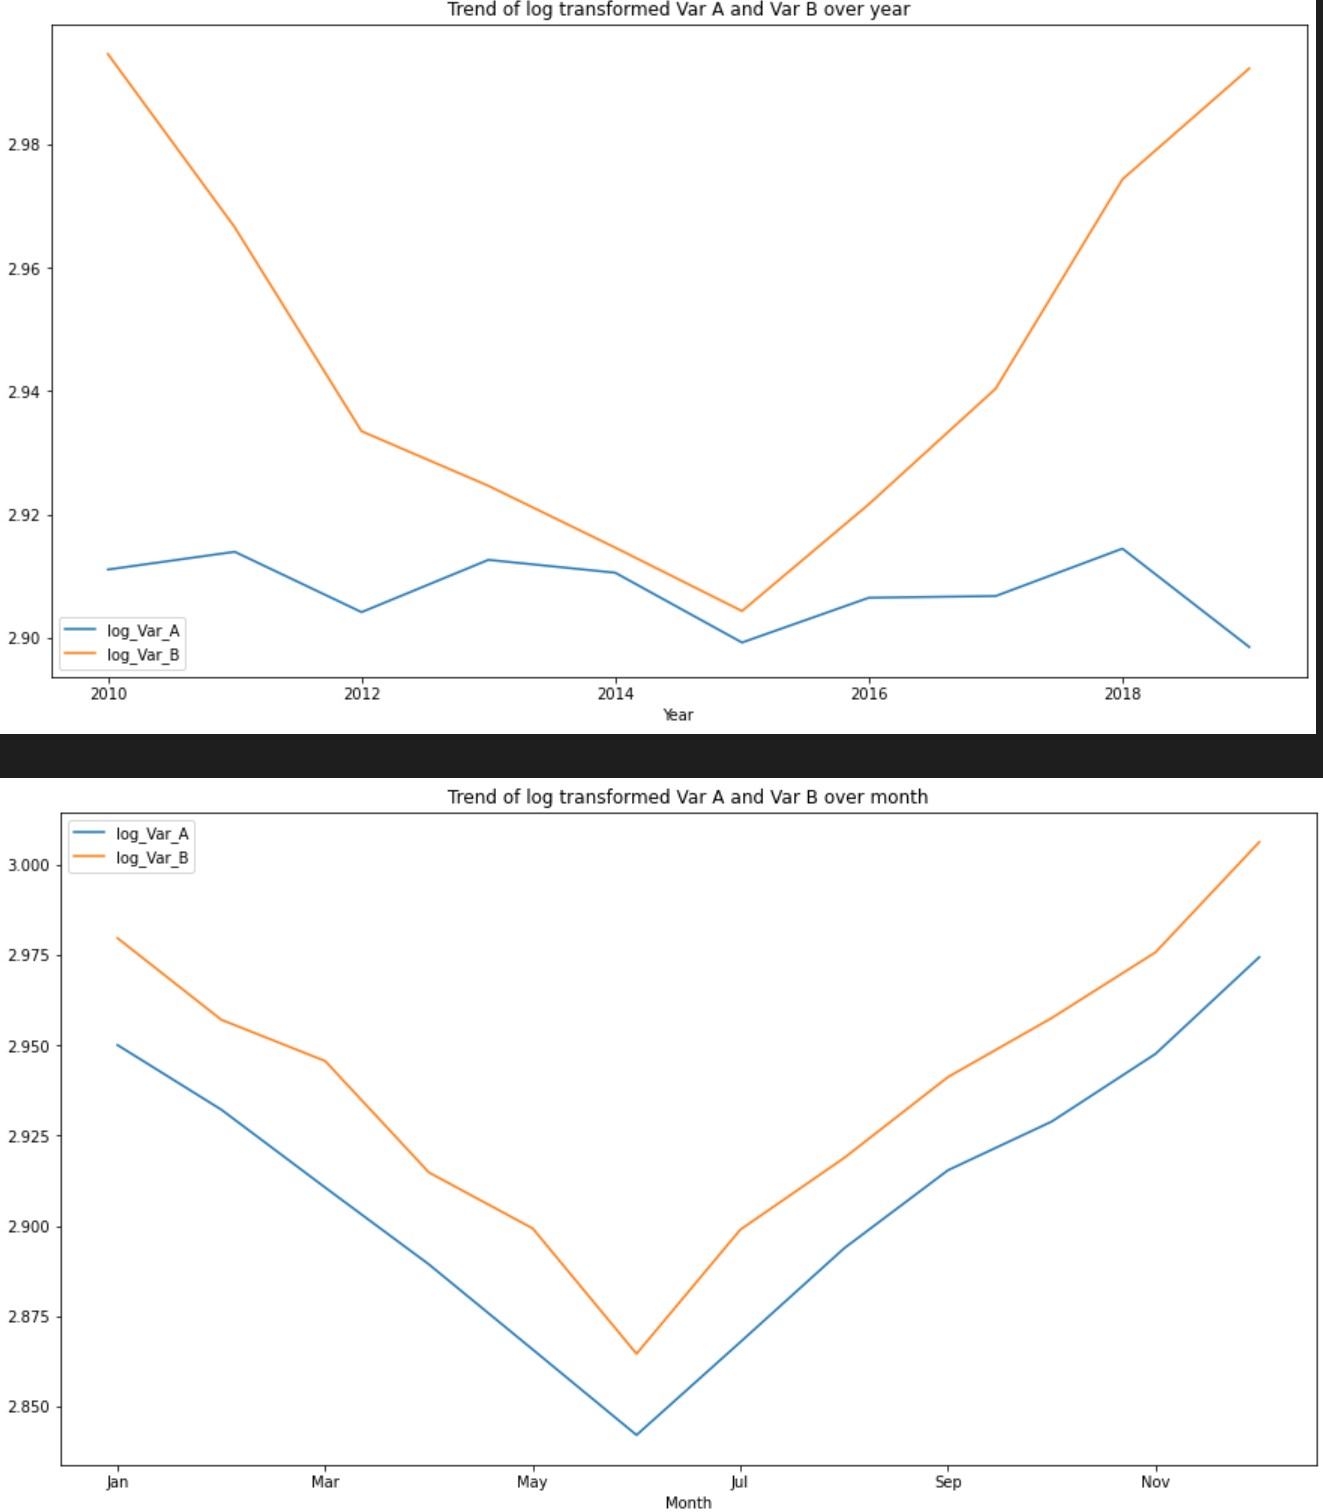 Trend of log transformed Var A and Var B over year
2.98
2.96
2.94
2.92
2.90
log_Var_A
log_Var_B
2010 2012 2014 2016 2018
Year
Trend of log transformed Var A and Var B over month
log_Var_A
log_Var_B
3.000
2.975
2.950
2.925
2.900
2.875
2.850
Jan Mar May Jul Sep Nov
Month